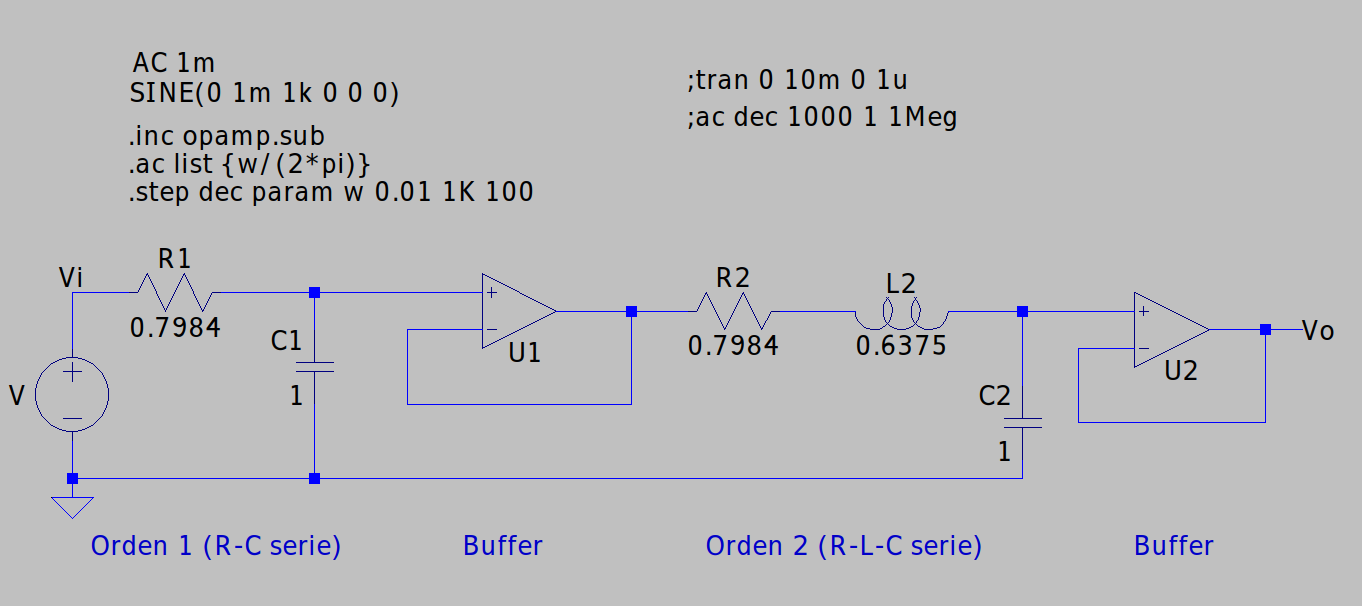 AC 1m
SINE(0 1m 1k 0 0 0)
.inc opamp.sub
.ac list {w/(2*pi)}
.step dec param w 0.01 1K 100
;tran 0 10m 0 1u
;ac dec 1000 1 1Meg
Vi
R1
0.7984
C1
1
V
+
−
U1
R2
0.7984
L2
0.6375
C2
1
+
−
U2
Vo
Orden 1 (R-C serie)
Buffer
Orden 2 (R-L-C serie)
Buffer